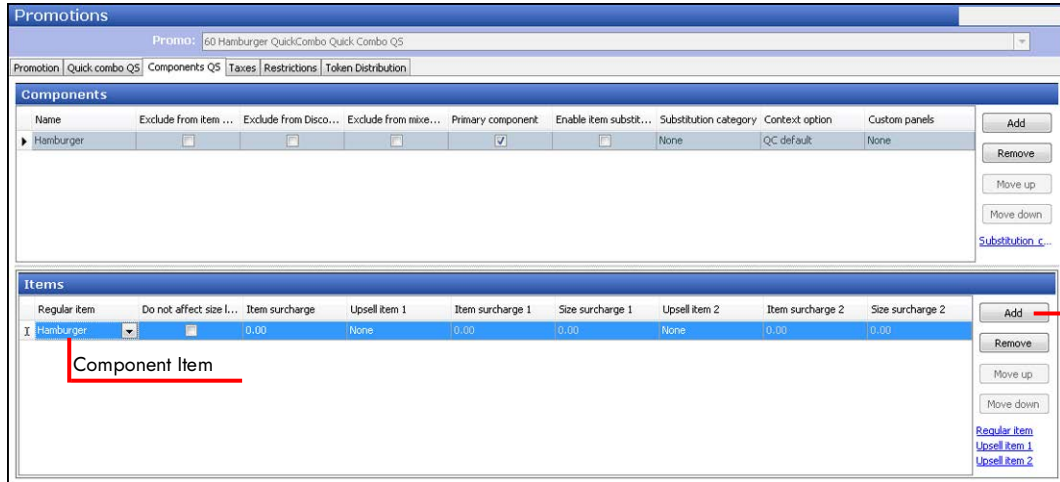 Promotions
Promo: 60 Hamburger QuickCombo Quick Combo QS
Promotion Quick combo QS Components QS Taxes Restrictions Token Distribution
Components
Name Exclude from item ... Exclude from Disco... Exclude from mixe... Primary component Enable item substit... Substitution category Context option Custom panels
Add
Hamburger None QC default None
Remove
Move up
Move down
Substitution c...
Items
Regular item Do not affect size l... Item surcharge Upsell item 1 Item surcharge 1 Size surcharge 1 Upsell item 2 Item surcharge 2 Size surcharge 2
Add
Hamburger 0.00 None 0.00 0.00 None 0.00 0.00
Remove
Component Item
Move up
Move down
Regular item
Upsell item 1
Upsell item 2